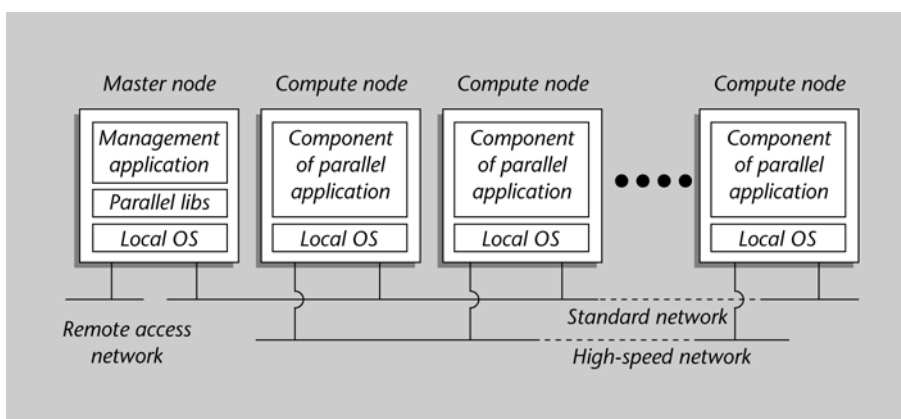 Master node
Compute node
Compute node
Compute node
Management
application
Parallel libs
Local OS
Component
of parallel
application
Local OS
Component
of parallel
application
Local OS
Component
of parallel
application
Local OS
Remote access
network
Standard network
High-speed network